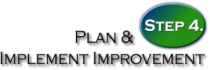 STEP 4.
PLAN &
IMPLEMENT IMPROVEMENT